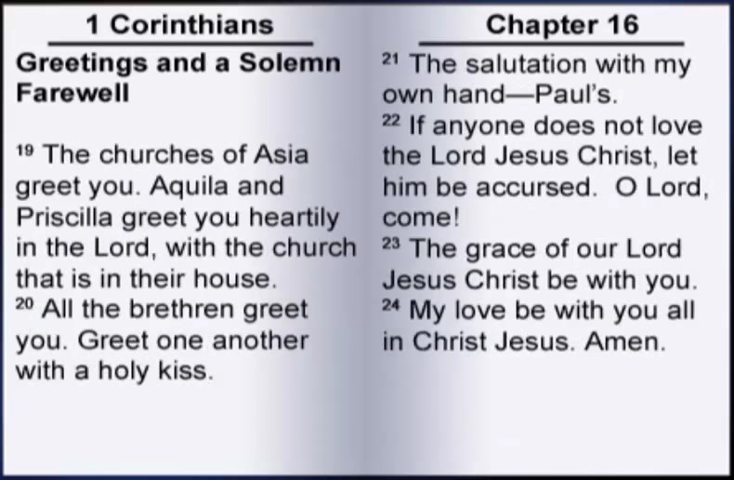 1 Corinthians
Greetings and a Solemn
Farewell
¹⁹ The churches of Asia
greet you. Aquila and
Priscilla greet you heartily
in the Lord, with the church
that is in their house.
²⁰ All the brethren greet
you. Greet one another
with a holy kiss.
Chapter 16
²¹ The salutation with my
own hand—Paul's.
²² If anyone does not love
the Lord Jesus Christ, let
him be accursed.  O Lord,
come!
²³ The grace of our Lord
Jesus Christ be with you.
²⁴ My love be with you all
in Christ Jesus. Amen.